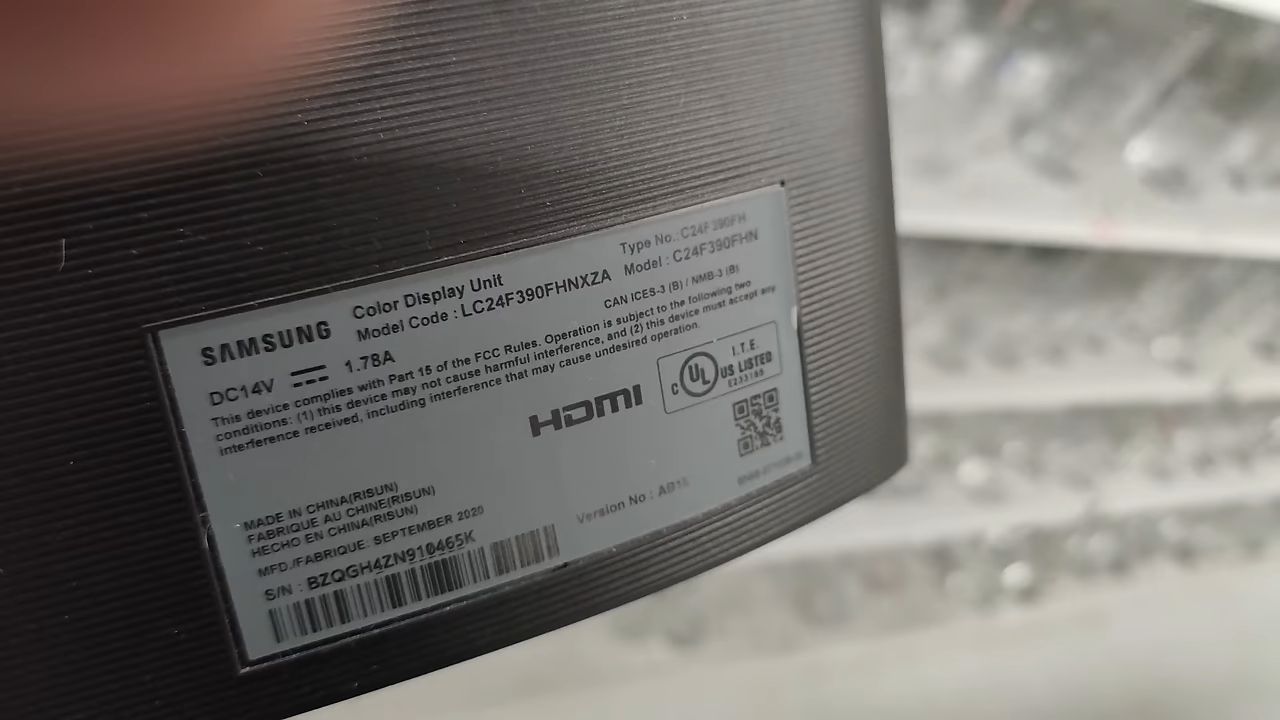 SAMSUNG
Color Display Unit
Model Code : LC24F390FHNXZA
Type No.:C24F390FH
Model : C24F390FHN
DC14V 1.78A
CAN ICES-3 (B) / NMB-3 (B)
This device complies with Part 15 of the FCC Rules. Operation is subject to the following two
conditions: (1) this device may not cause harmful interference, and (2) this device must accept any
interference received, including interference that may cause undesired operation.
HDMI
C UL US LISTED
I.T.E.
MADE IN CHINA(RISUN)
FABRIQUE AU CHINE(RISUN)
HECHO EN CHINA(RISUN)
MFD./FABRIQUE: SEPTEMBER 2020
Version No :
S/N : BZQGH4ZN910465K